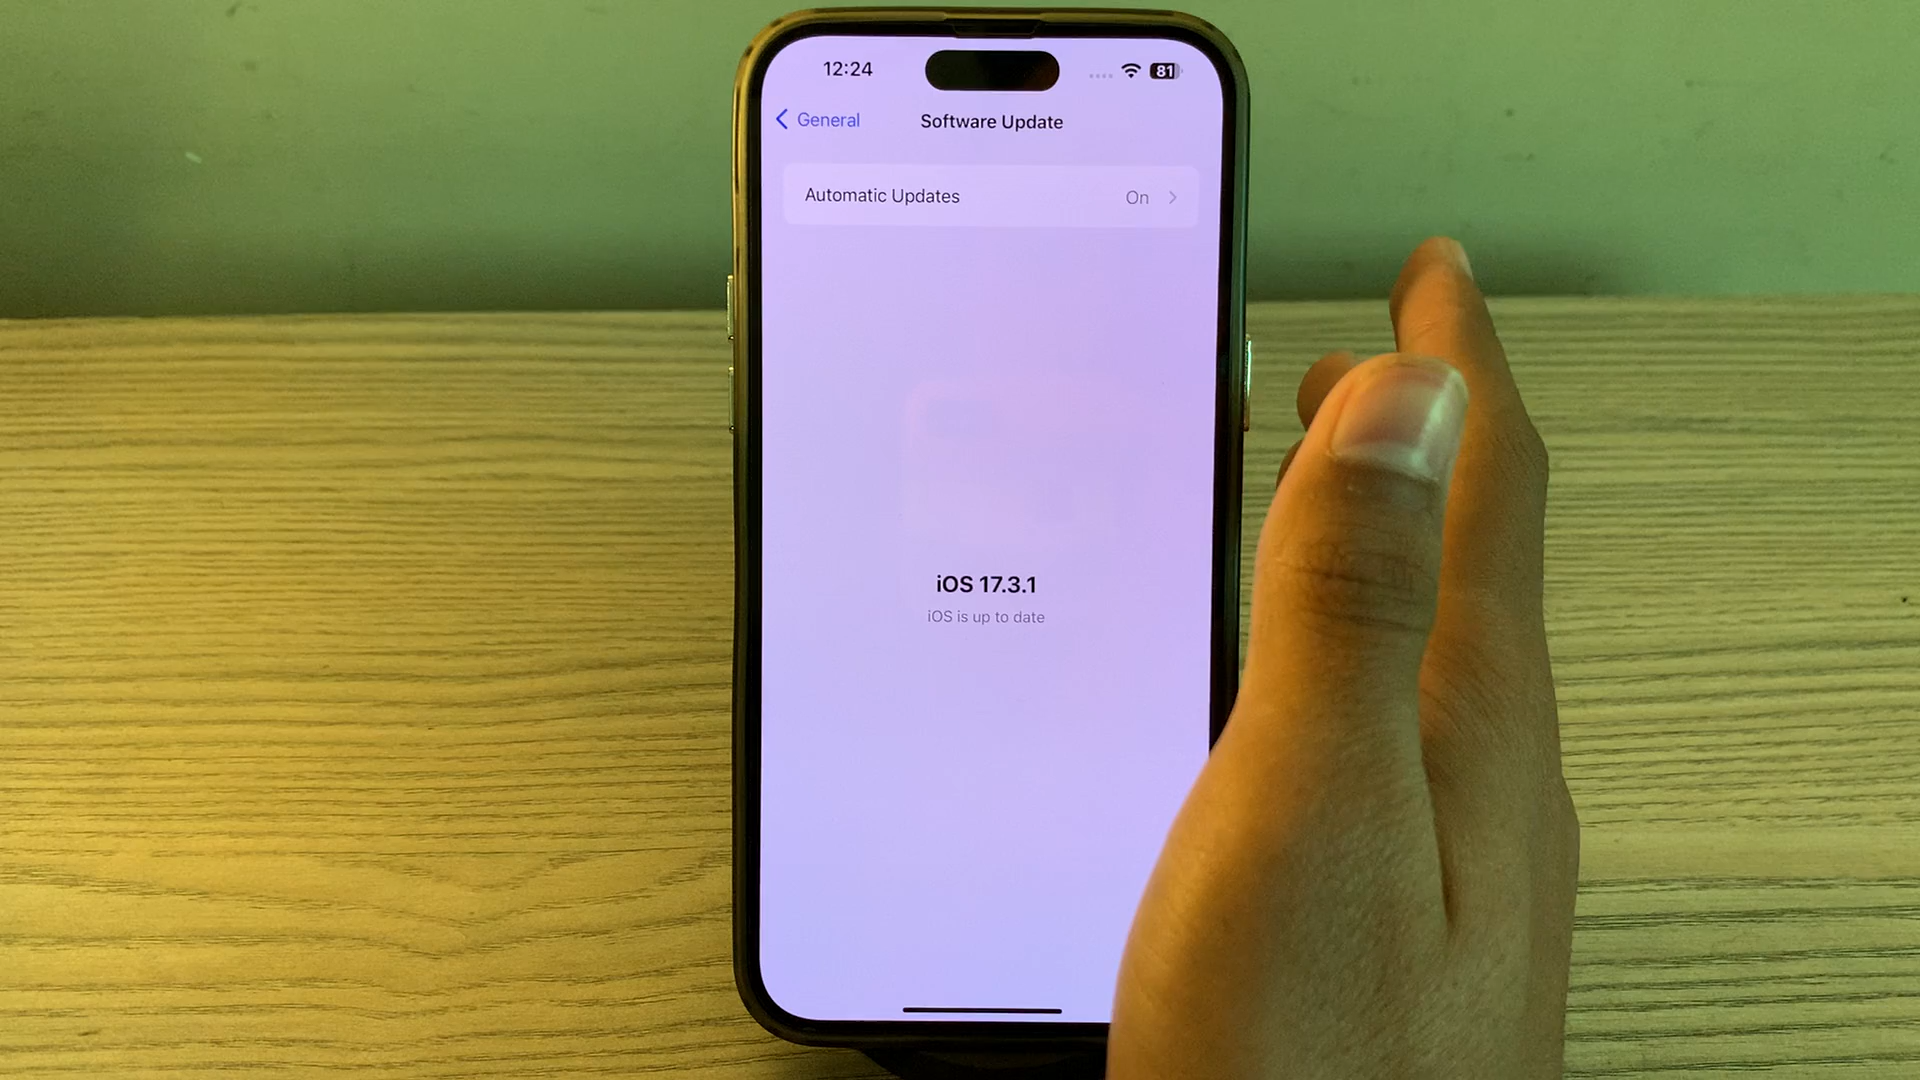 12:24
81
General
Software Update
Automatic Updates
On
iOS 17.3.1
iOS is up to date